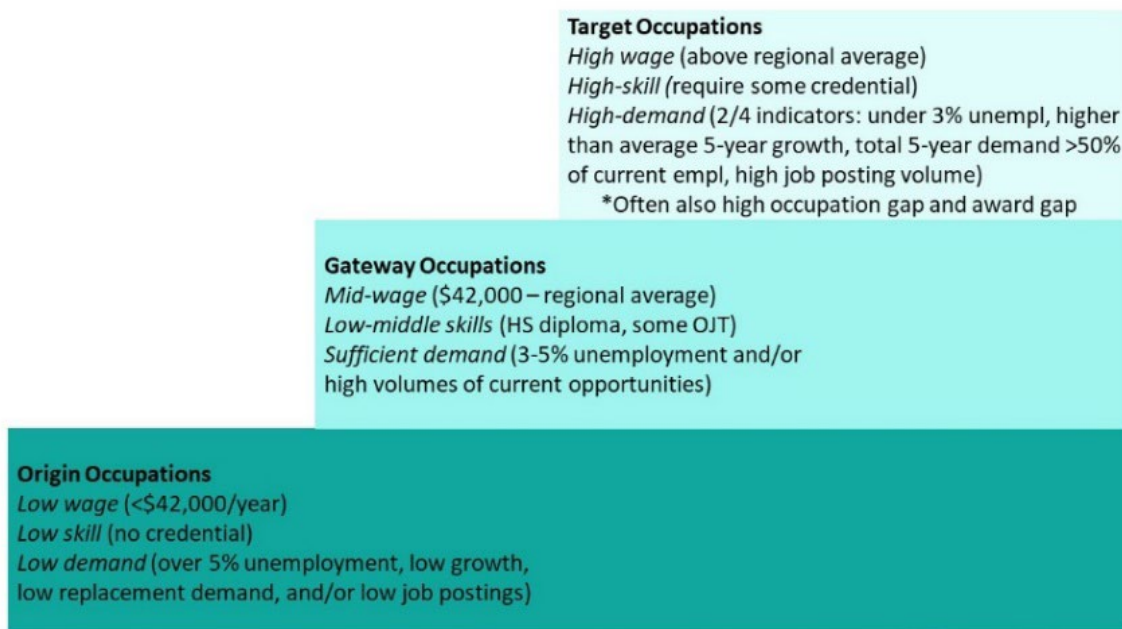 Target Occupations
High wage (above regional average)
High-skill (require some credential)
High-demand (2/4 indicators: under 3% unempl, higher
than average 5-year growth, total 5-year demand >50%
of current empl, high job posting volume)
*Often also high occupation gap and award gap
Gateway Occupations
Mid-wage ($42,000 – regional average)
Low-middle skills (HS diploma, some OJT)
Sufficient demand (3-5% unemployment and/or
high volumes of current opportunities)
Origin Occupations
Low wage (<$42,000/year)
Low skill (no credential)
Low demand (over 5% unemployment, low growth,
low replacement demand, and/or low job postings)